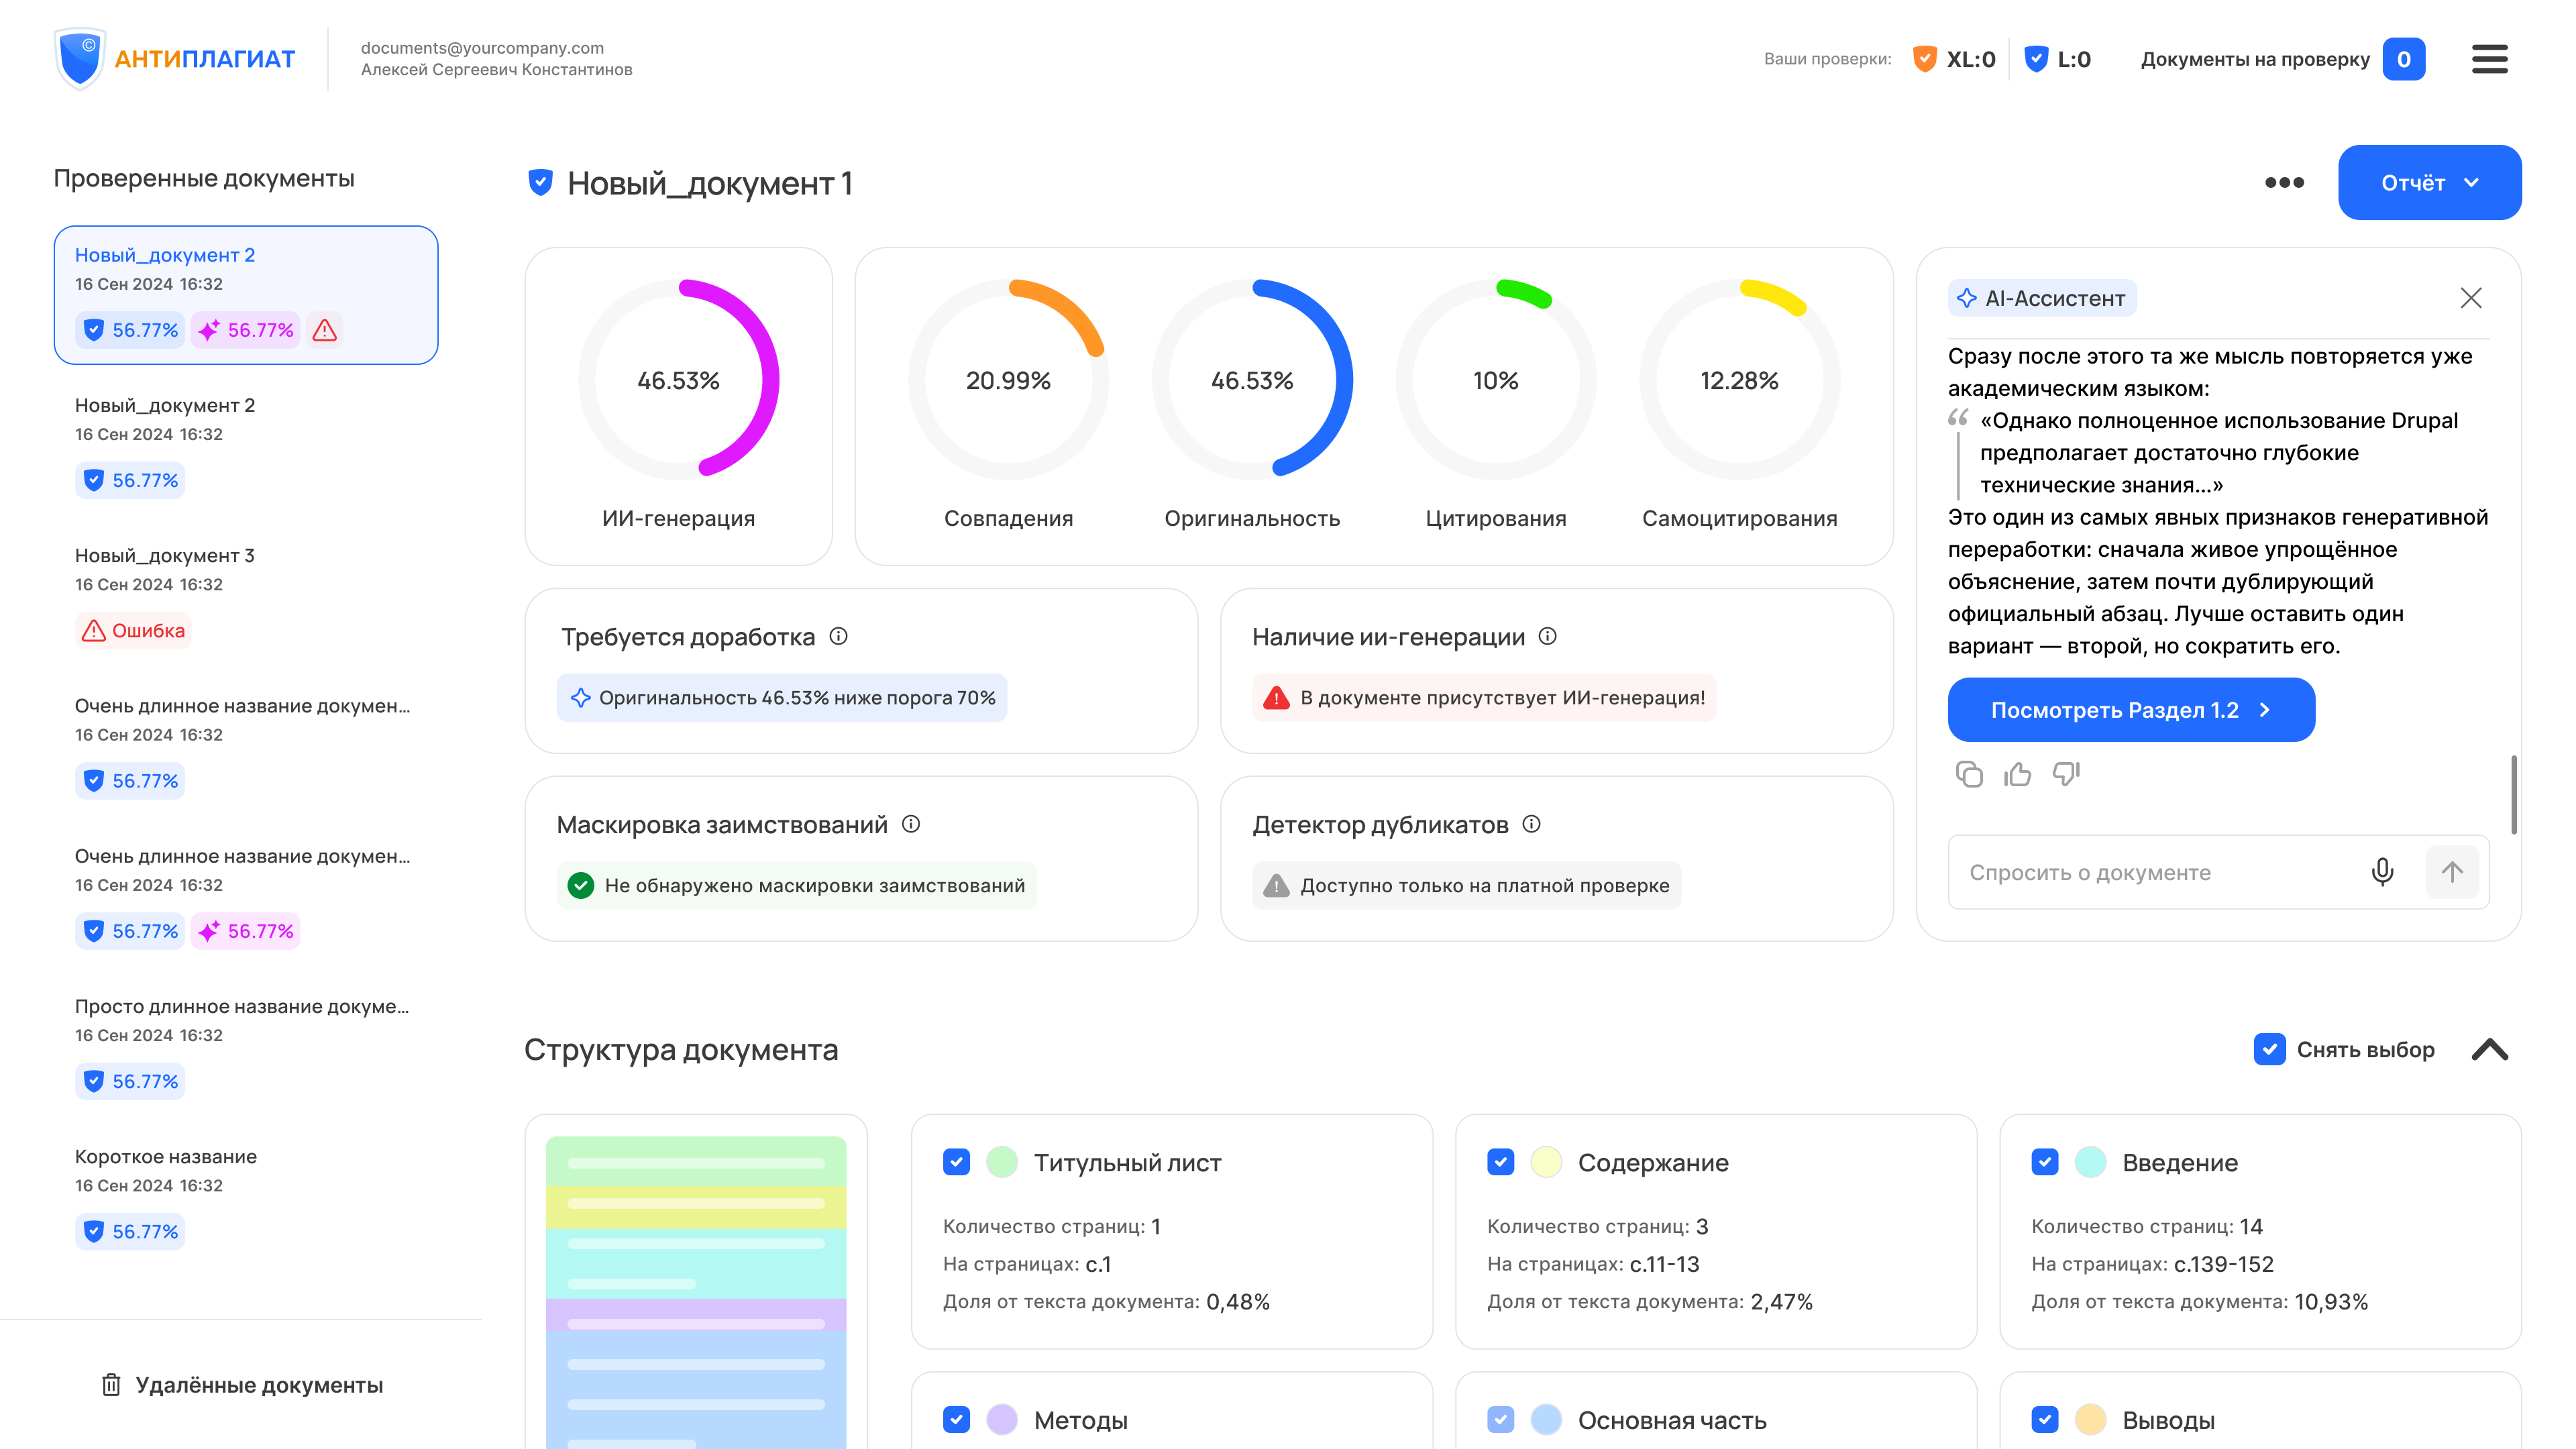 ©
АНТИПЛАГИАТ
documents@yourcompany.com
Алексей Сергеевич Константинов
Ваши проверки:
XL:0
L:0
Документы на проверку
0
Проверенные документы
Новый_документ 2
16 Сен 2024 16:32
56.77%
56.77%
Новый_документ 2
16 Сен 2024 16:32
56.77%
Новый_документ 3
16 Сен 2024 16:32
Ошибка
Очень длинное название докумен...
16 Сен 2024 16:32
56.77%
Очень длинное название докумен...
16 Сен 2024 16:32
56.77%
56.77%
Просто длинное название докуме...
16 Сен 2024 16:32
56.77%
Короткое название
16 Сен 2024 16:32
56.77%
Удалённые документы
Новый_документ 1
Отчёт
46.53%
ИИ-генерация
20.99%
Совпадения
46.53%
Оригинальность
10%
Цитирования
12.28%
Самоцитирования
Требуется доработка
Оригинальность 46.53% ниже порога 70%
Наличие ии-генерации
В документе присутствует ИИ-генерация!
Маскировка заимствований
Не обнаружено маскировки заимствований
Детектор дубликатов
Доступно только на платной проверке
AI-Ассистент
Сразу после этого та же мысль повторяется уже
академическим языком:
«Однако полноценное использование Drupal
предполагает достаточно глубокие
технические знания...»
Это один из самых явных признаков генеративной
переработки: сначала живое упрощённое
объяснение, затем почти дублирующий
официальный абзац. Лучше оставить один
вариант — второй, но сократить его.
Посмотреть Раздел 1.2
Спросить о документе
Структура документа
Снять выбор
Титульный лист
Количество страниц: 1
На страницах: с.1
Доля от текста документа: 0,48%
Содержание
Количество страниц: 3
На страницах: с.11-13
Доля от текста документа: 2,47%
Введение
Количество страниц: 14
На страницах: с.139-152
Доля от текста документа: 10,93%
Методы
Основная часть
Выводы